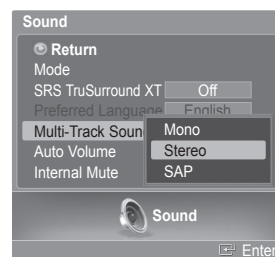 Sound
Return
Mode
SRS TruSurround XT Off
Preferred Language English
Multi-Track Soun Mono
Stereo
Auto Volume
SAP
Internal Mute
Sound
Enter